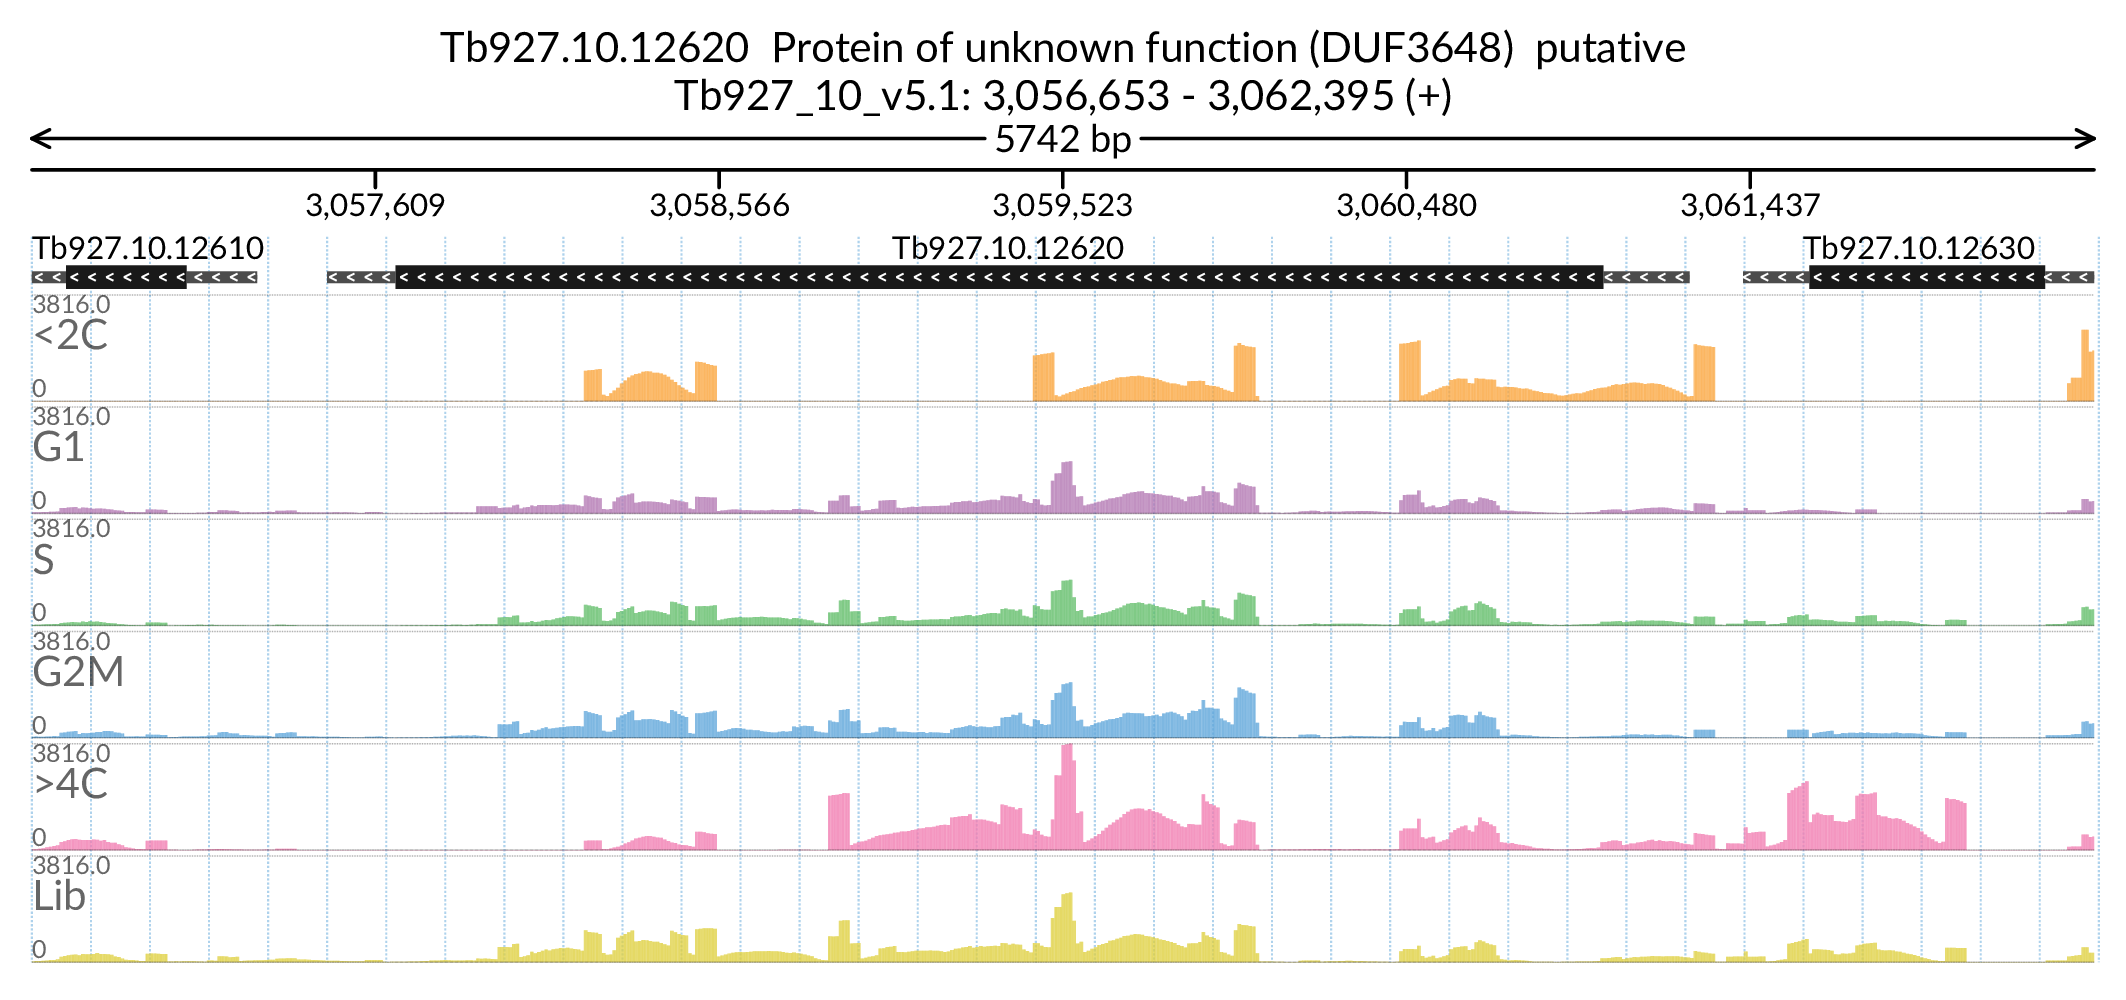 Tb927.10.12620  Protein of unknown function (DUF3648)  putative
Tb927_10_v5.1: 3,056,653 - 3,062,395 (+)
5742 bp
3,057,609 3,058,566 3,059,523 3,060,480 3,061,437
Tb927.10.12610 Tb927.10.12620 Tb927.10.12630
3816.0
<2C
0
3816.0
G1
0
3816.0
S
0
3816.0
G2M
0
3816.0
>4C
0
3816.0
Lib
0